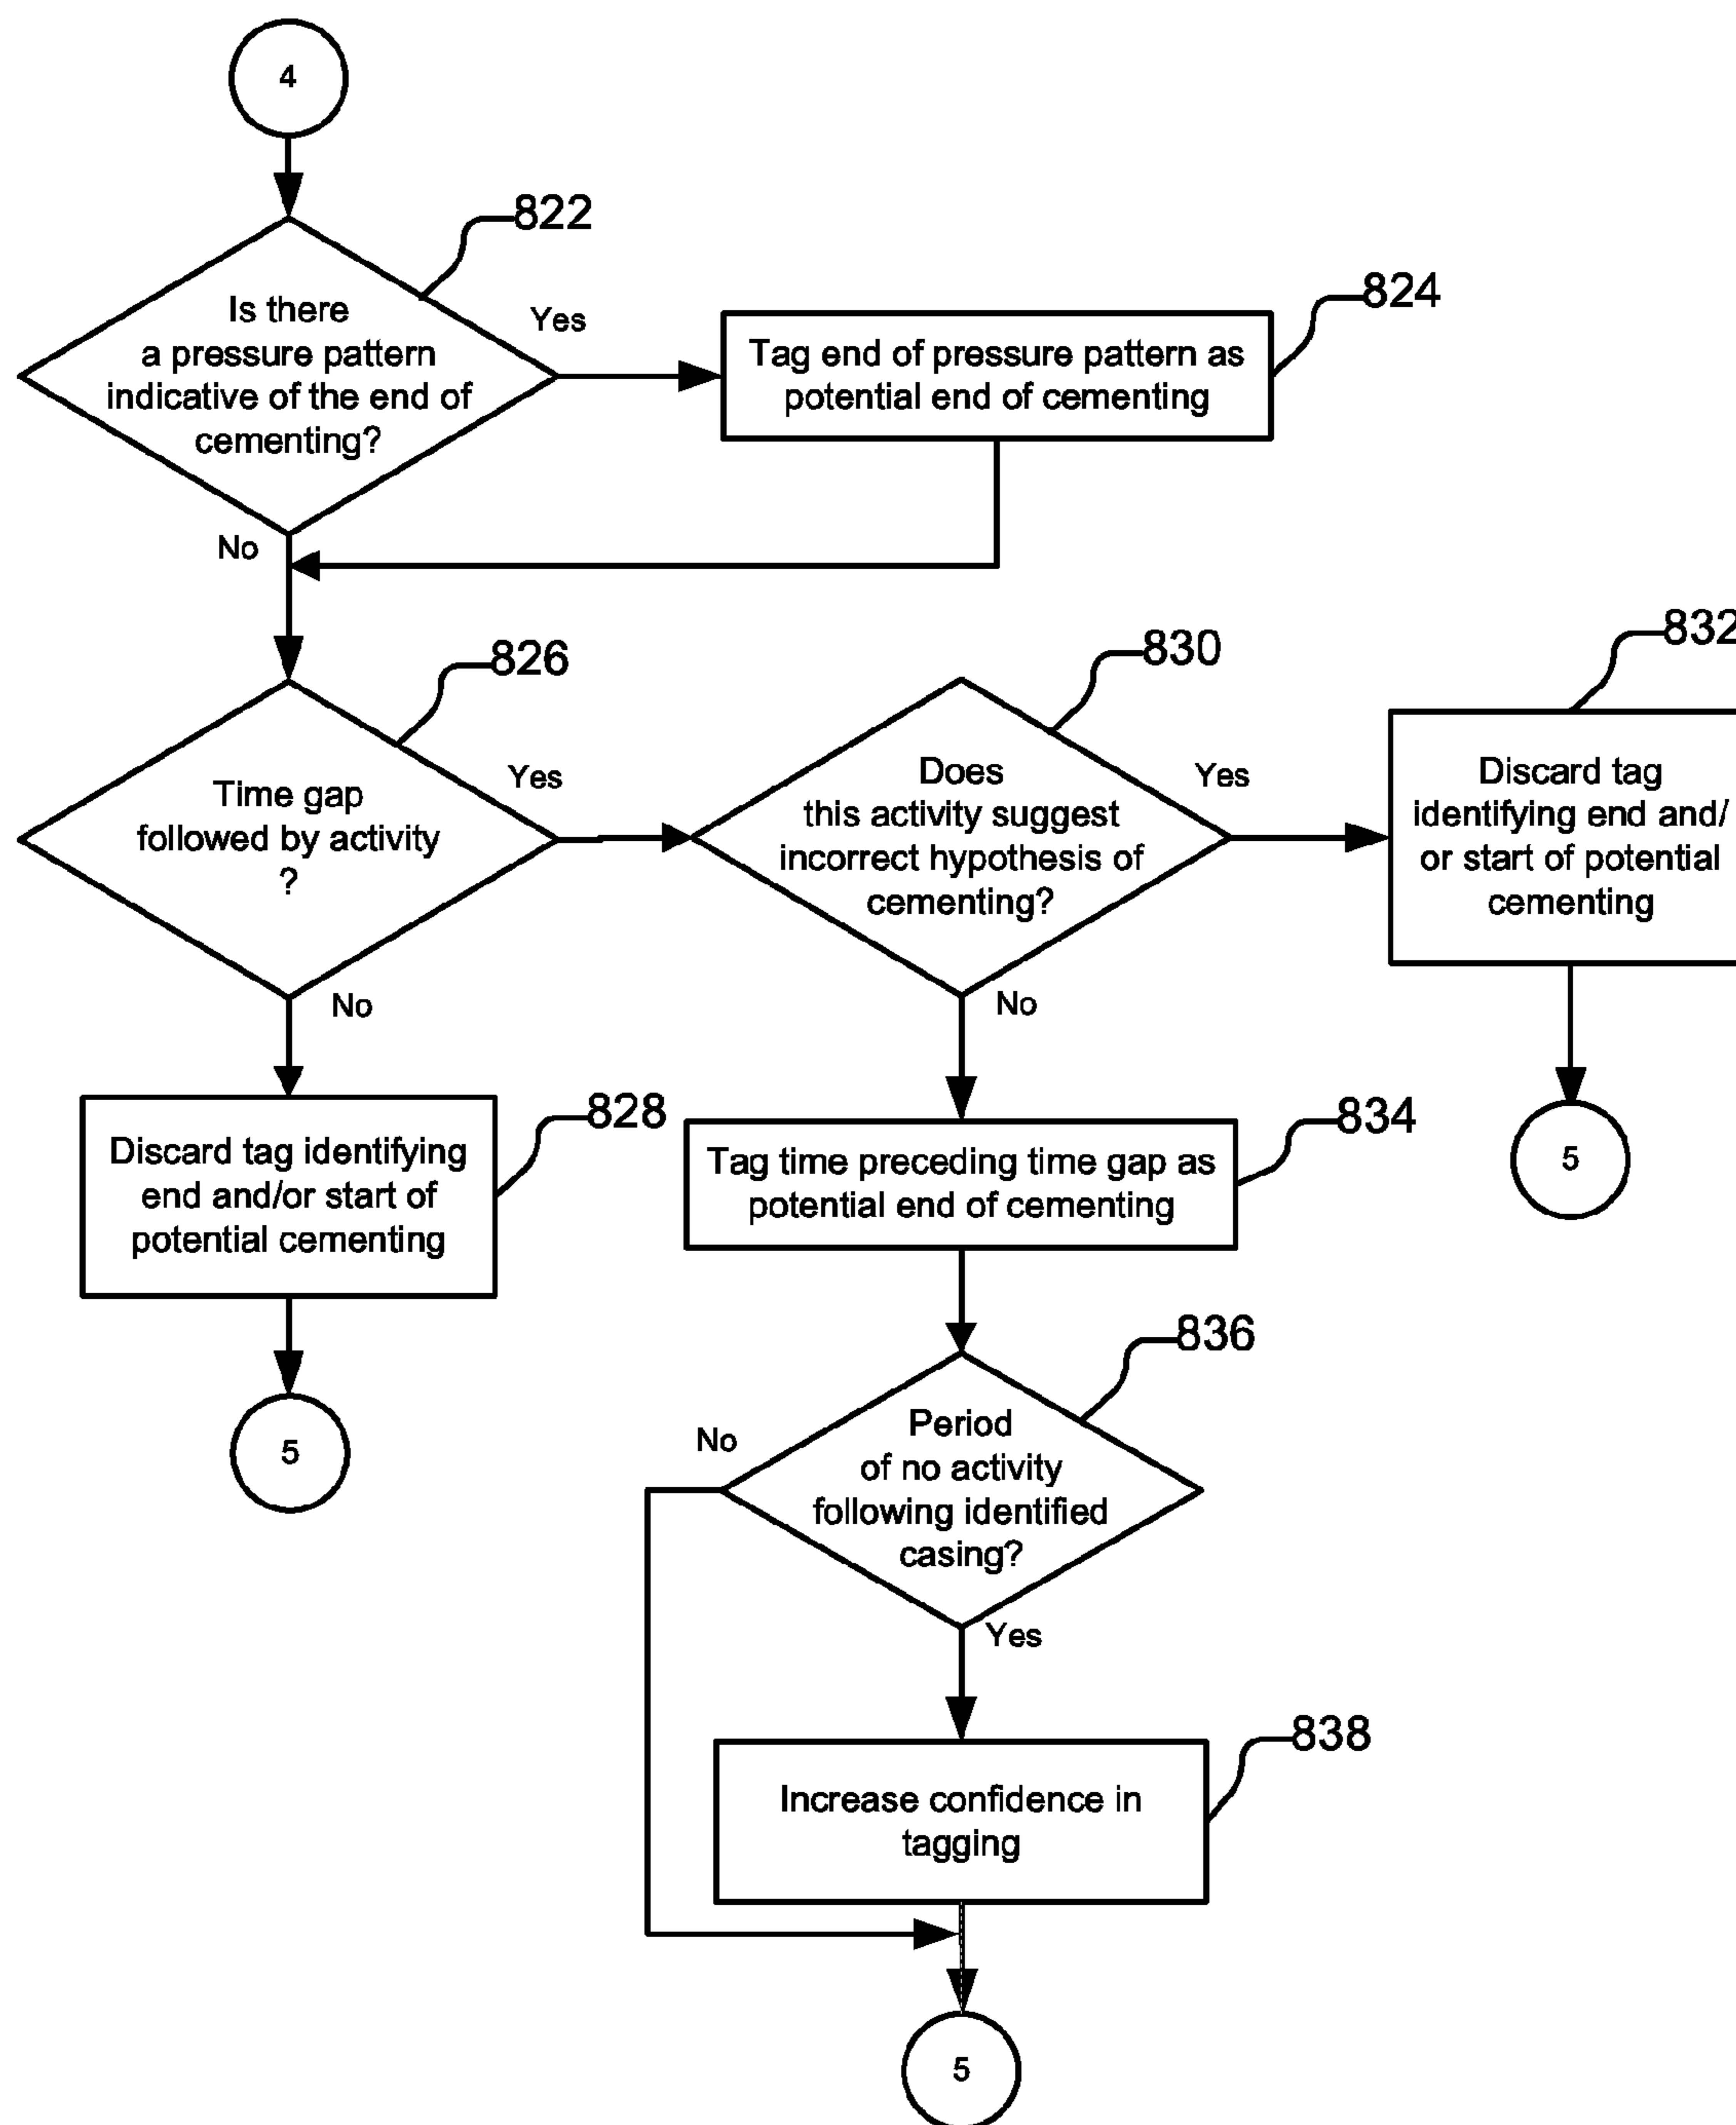 4
822
Is there
a pressure pattern
indicative of the end of
cementing?
Yes
824
Tag end of pressure pattern as
potential end of cementing
No
826
Time gap
followed by activity
?
Yes
830
Does
this activity suggest
incorrect hypothesis of
cementing?
Yes
832
Discard tag
identifying end and/
or start of potential
cementing
5
No
828
Discard tag identifying
end and/or start of
potential cementing
5
No
834
Tag time preceding time gap as
potential end of cementing
836
Period
of no activity
following identified
casing?
No
Yes
838
Increase confidence in
tagging
5